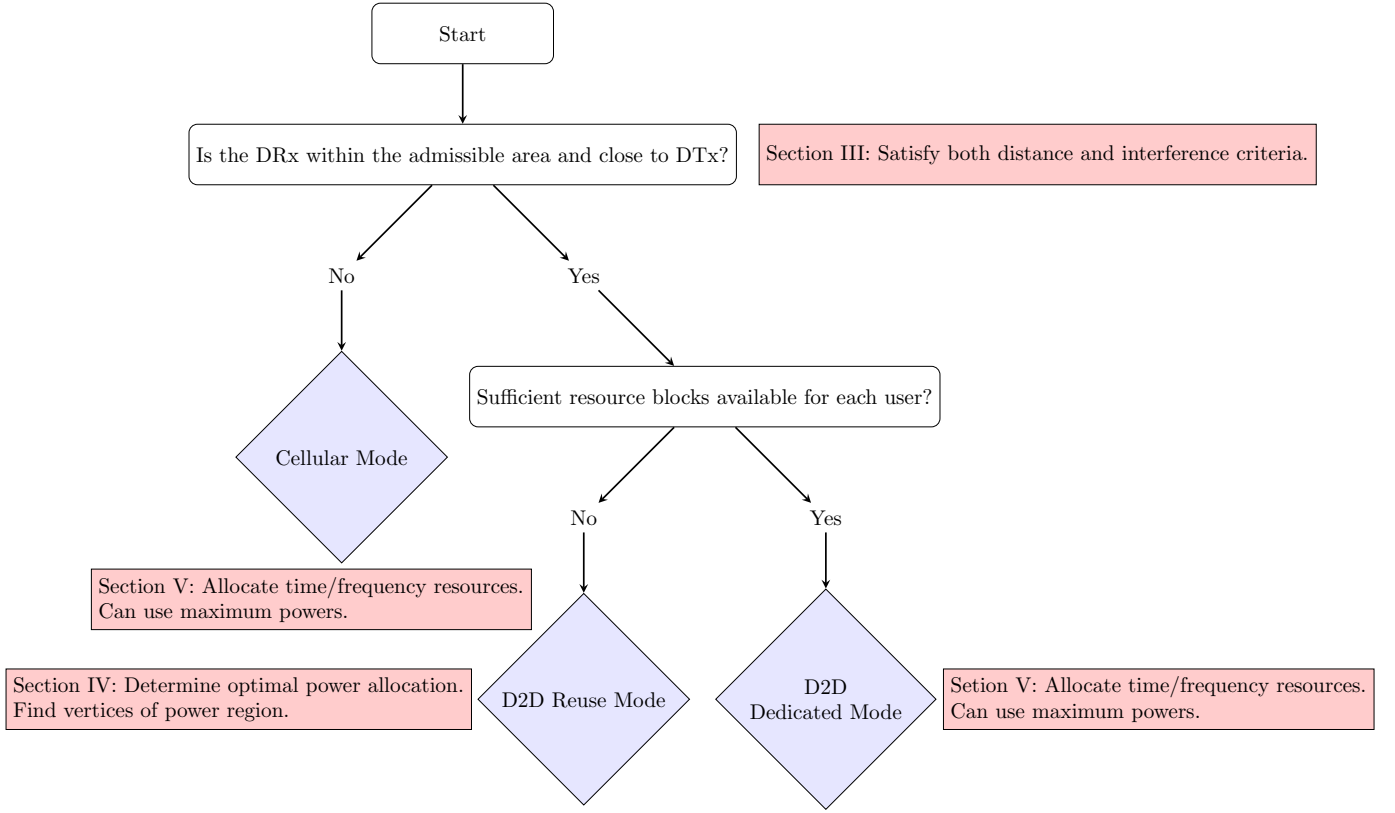 Start
Is the DRx within the admissible area and close to DTx?
Section III: Satisfy both distance and interference criteria.
No
Yes
Sufficient resource blocks available for each user?
Cellular Mode
No
Yes
Section V: Allocate time/frequency resources.
Can use maximum powers.
Section IV: Determine optimal power allocation.
Find vertices of power region.
D2D Reuse Mode
D2D
Dedicated Mode
Setion V: Allocate time/frequency resources.
Can use maximum powers.